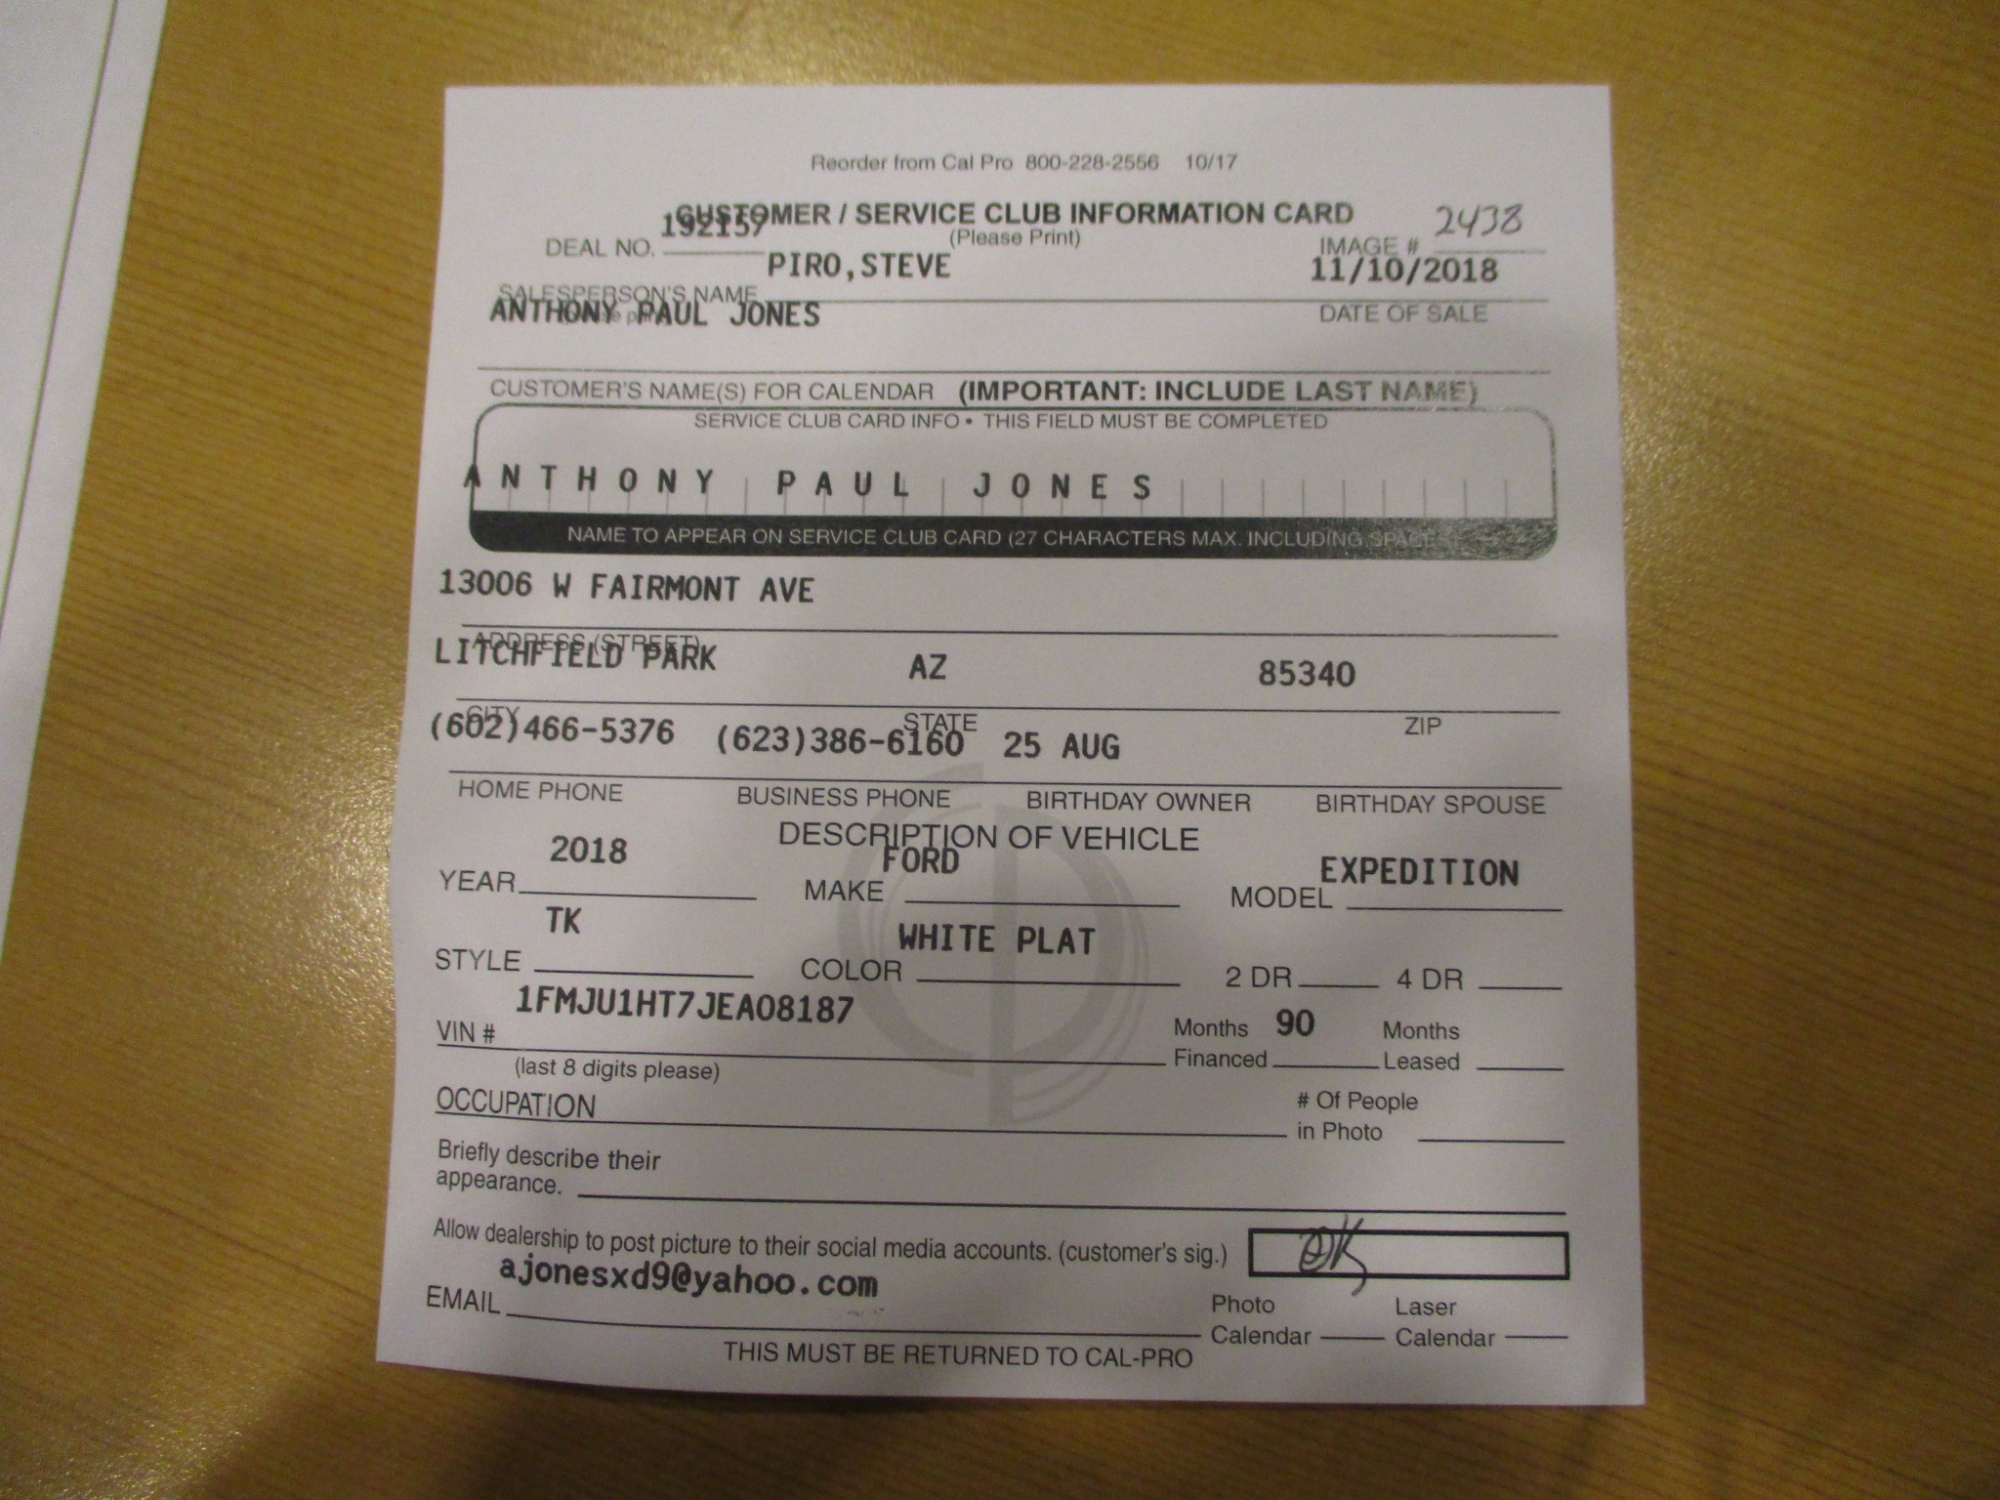 Reorder from Cal Pro 800-228-2556 10/17
CUSTOMER / SERVICE CLUB INFORMATION CARD
(Please Print)
DEAL NO. 192157
IMAGE # 2438
PIRO,STEVE 11/10/2018
SALESPERSON'S NAME DATE OF SALE
ANTHONY PAUL JONES
CUSTOMER'S NAME(S) FOR CALENDAR (IMPORTANT: INCLUDE LAST NAME)
SERVICE CLUB CARD INFO • THIS FIELD MUST BE COMPLETED
ANTHONY PAUL JONES
NAME TO APPEAR ON SERVICE CLUB CARD (27 CHARACTERS MAX. INCLUDING
13006 W FAIRMONT AVE
ADDRESS (STREET)
LITCHFIELD PARK AZ 85340
CITY STATE ZIP
(602)466-5376 (623)386-6160 25 AUG
HOME PHONE BUSINESS PHONE BIRTHDAY OWNER BIRTHDAY SPOUSE
DESCRIPTION OF VEHICLE
YEAR 2018 MAKE FORD MODEL EXPEDITION
STYLE TK COLOR WHITE PLAT 2 DR 4 DR
VIN # 1FMJU1HT7JEA08187 Months Financed 90 Months Leased
(last 8 digits please)
OCCUPATION # Of People in Photo
Briefly describe their
appearance.
Allow dealership to post picture to their social media accounts. (customer's sig.) OK
EMAIL ajonesxd9@yahoo.com Photo Calendar Laser Calendar
THIS MUST BE RETURNED TO CAL-PRO